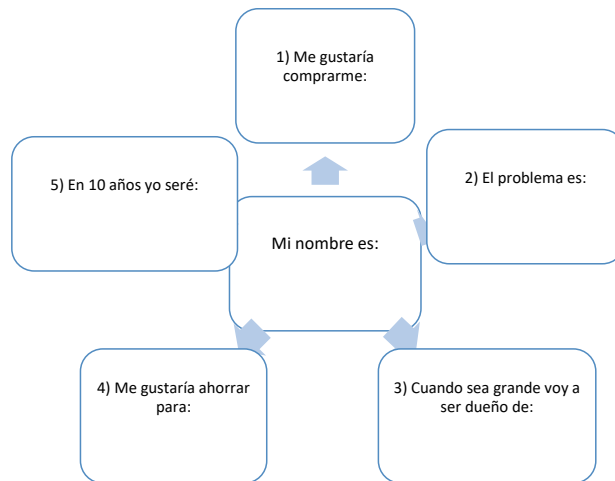 1) Me gustaría
comprarme:
5) En 10 años yo seré:
2) El problema es:
Mi nombre es:
4) Me gustaría ahorrar
para:
3) Cuando sea grande voy a
ser dueño de: